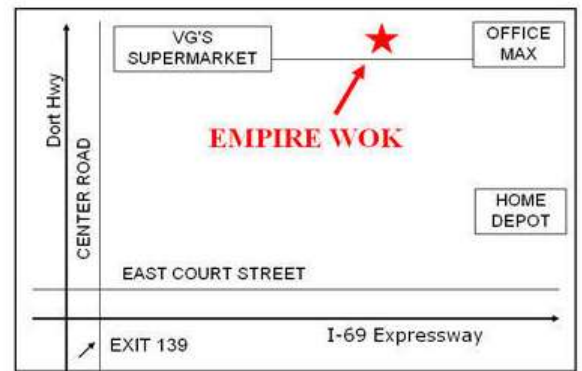 VG'S
SUPERMARKET
OFFICE
MAX
Dort Hwy
CENTER ROAD
EMPIRE WOK
HOME
DEPOT
EAST COURT STREET
I-69 Expressway
EXIT 139